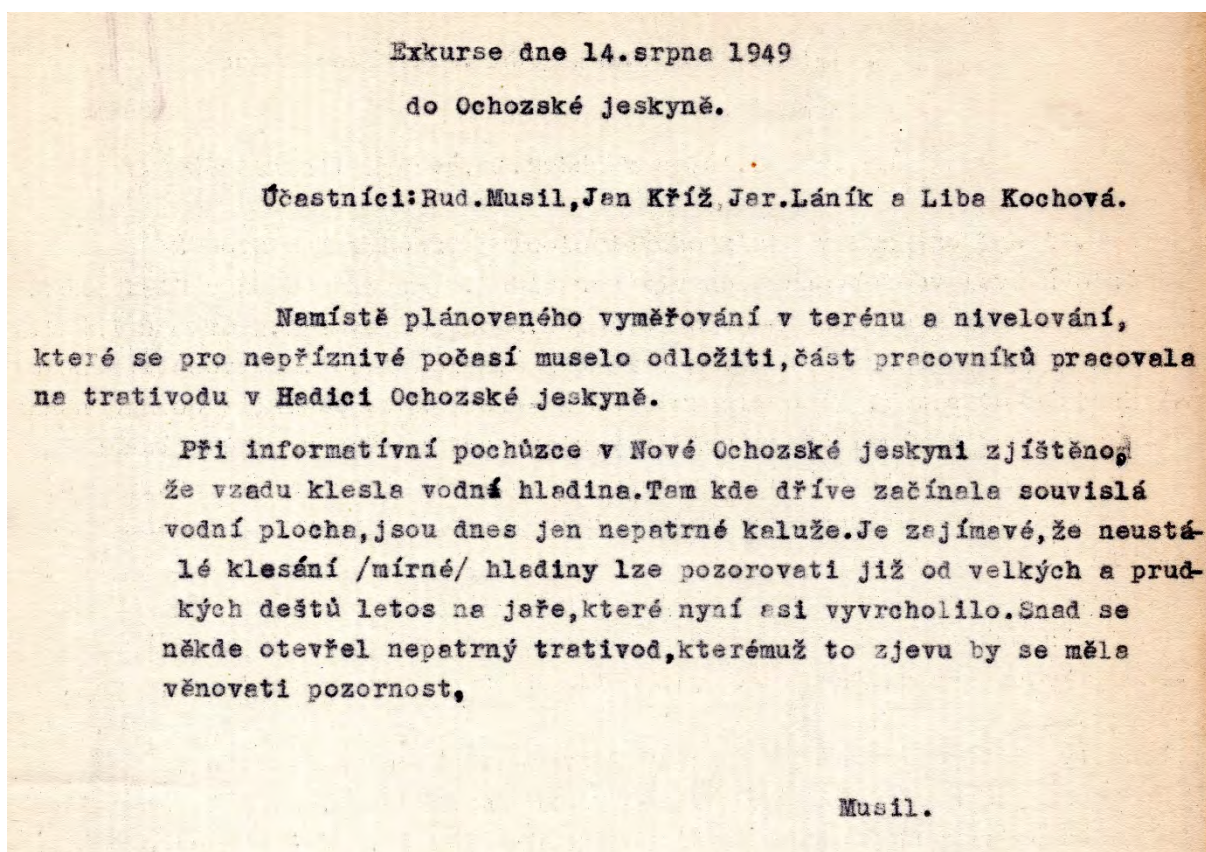 Exkurse dne 14.srpna 1949
do Ochozské jeskyně.
Účastníci:Rud.Musil,Jan Kříž,Jar.Láník a Liba Kochová.
Namístě plánovaného vyměřování v terénu a nivelování,
které se pro nepříznivé počasí muselo odložiti,část pracovníků pracovala
na trativodu v Hadici Ochozské jeskyně.
Při informatívní pochůzce v Nové Ochozské jeskyni zjíštěno,
že vzadu klesla vodní hladina.Tam kde dříve začínala souvislá
vodní plocha,jsou dnes jen nepatrné kaluže.Je zajímavé,že neustá-
lé klesání /mírné/ hladiny lze pozorovati již od velkých a prud-
kých deštů letos na jaře,které nyní asi vyvrcholilo.Snad se
někde otevřel nepatrný trativod,kterémuž to zjevu by se měla
věnovati pozornost,
Musil.